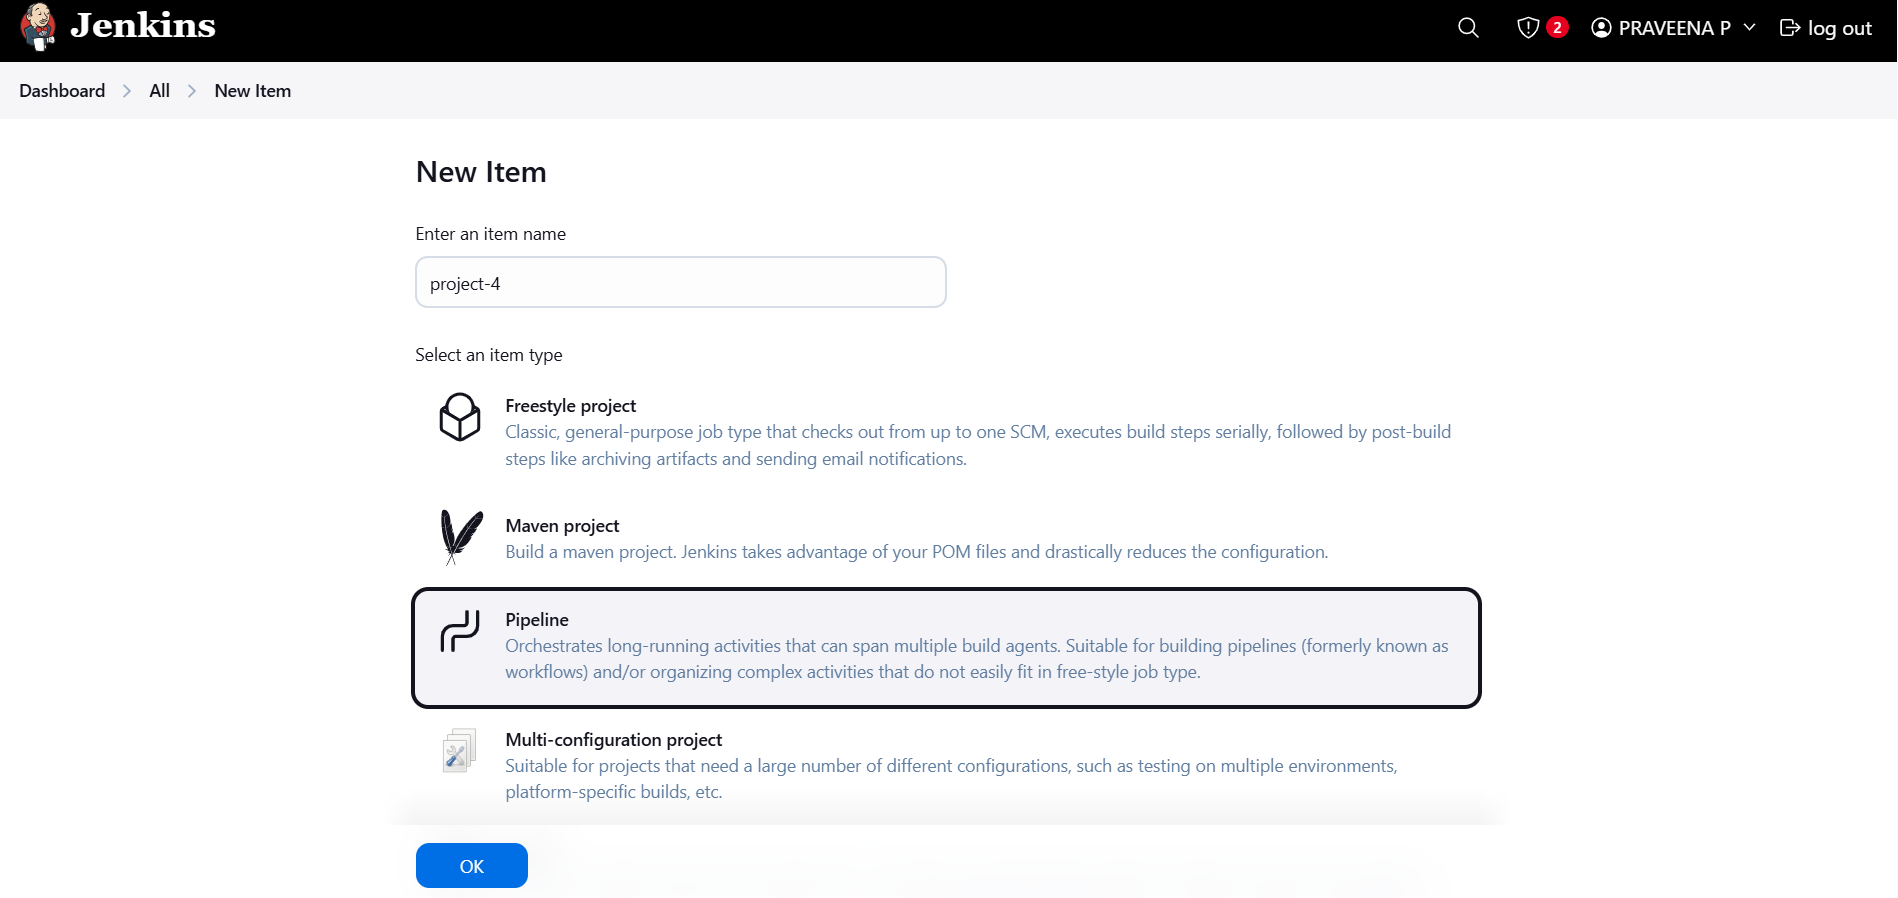 Jenkins
2
PRAVEENA P
log out
Dashboard
All
New Item
New Item
Enter an item name
project-4
Select an item type
Freestyle project
Classic, general-purpose job type that checks out from up to one SCM, executes build steps serially, followed by post-build
steps like archiving artifacts and sending email notifications.
Maven project
Build a maven project. Jenkins takes advantage of your POM files and drastically reduces the configuration.
Pipeline
Orchestrates long-running activities that can span multiple build agents. Suitable for building pipelines (formerly known as
workflows) and/or organizing complex activities that do not easily fit in free-style job type.
Multi-configuration project
Suitable for projects that need a large number of different configurations, such as testing on multiple environments,
platform-specific builds, etc.
OK